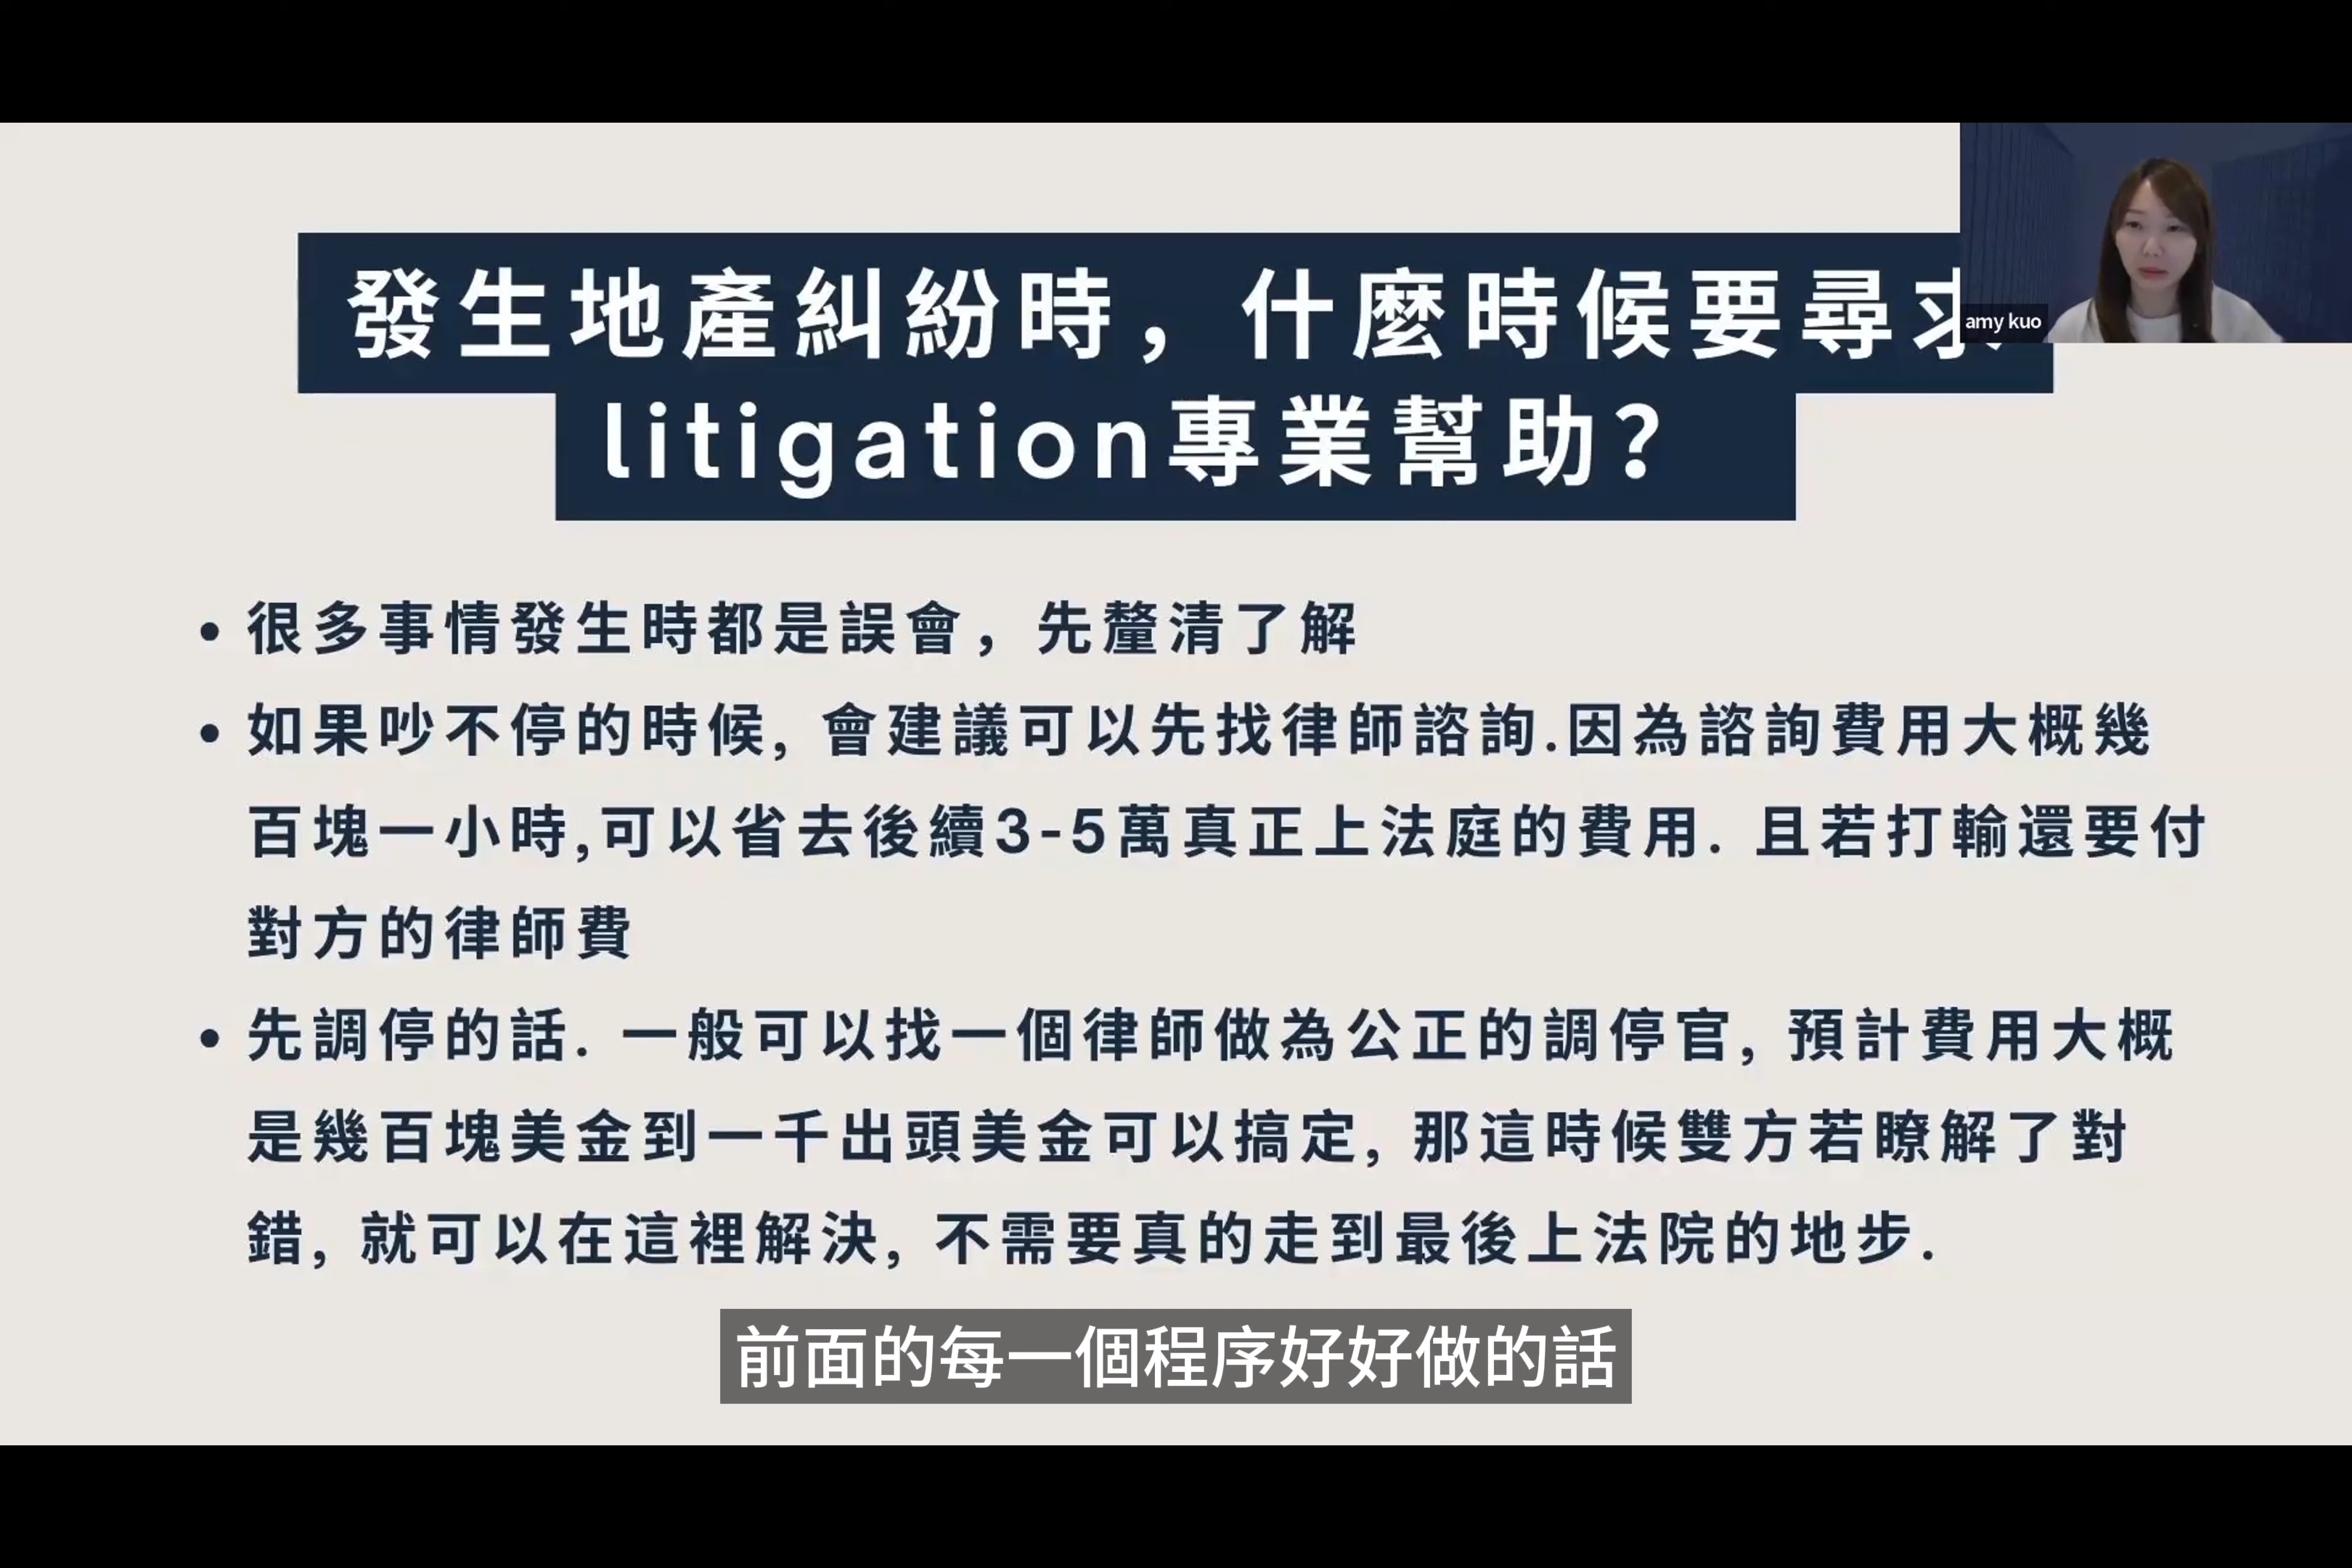 發生地產糾紛時，什麼時候要尋求
litigation專業幫助？
amy kuo
• 很多事情發生時都是誤會，先釐清了解
• 如果吵不停的時候, 會建議可以先找律師諮詢.因為諮詢費用大概幾
百塊一小時,可以省去後續3-5萬真正上法庭的費用. 且若打輸還要付
對方的律師費
• 先調停的話. 一般可以找一個律師做為公正的調停官, 預計費用大概
是幾百塊美金到一千出頭美金可以搞定, 那這時候雙方若瞭解了對
錯, 就可以在這裡解決, 不需要真的走到最後上法院的地步.
前面的每一個程序好好做的話